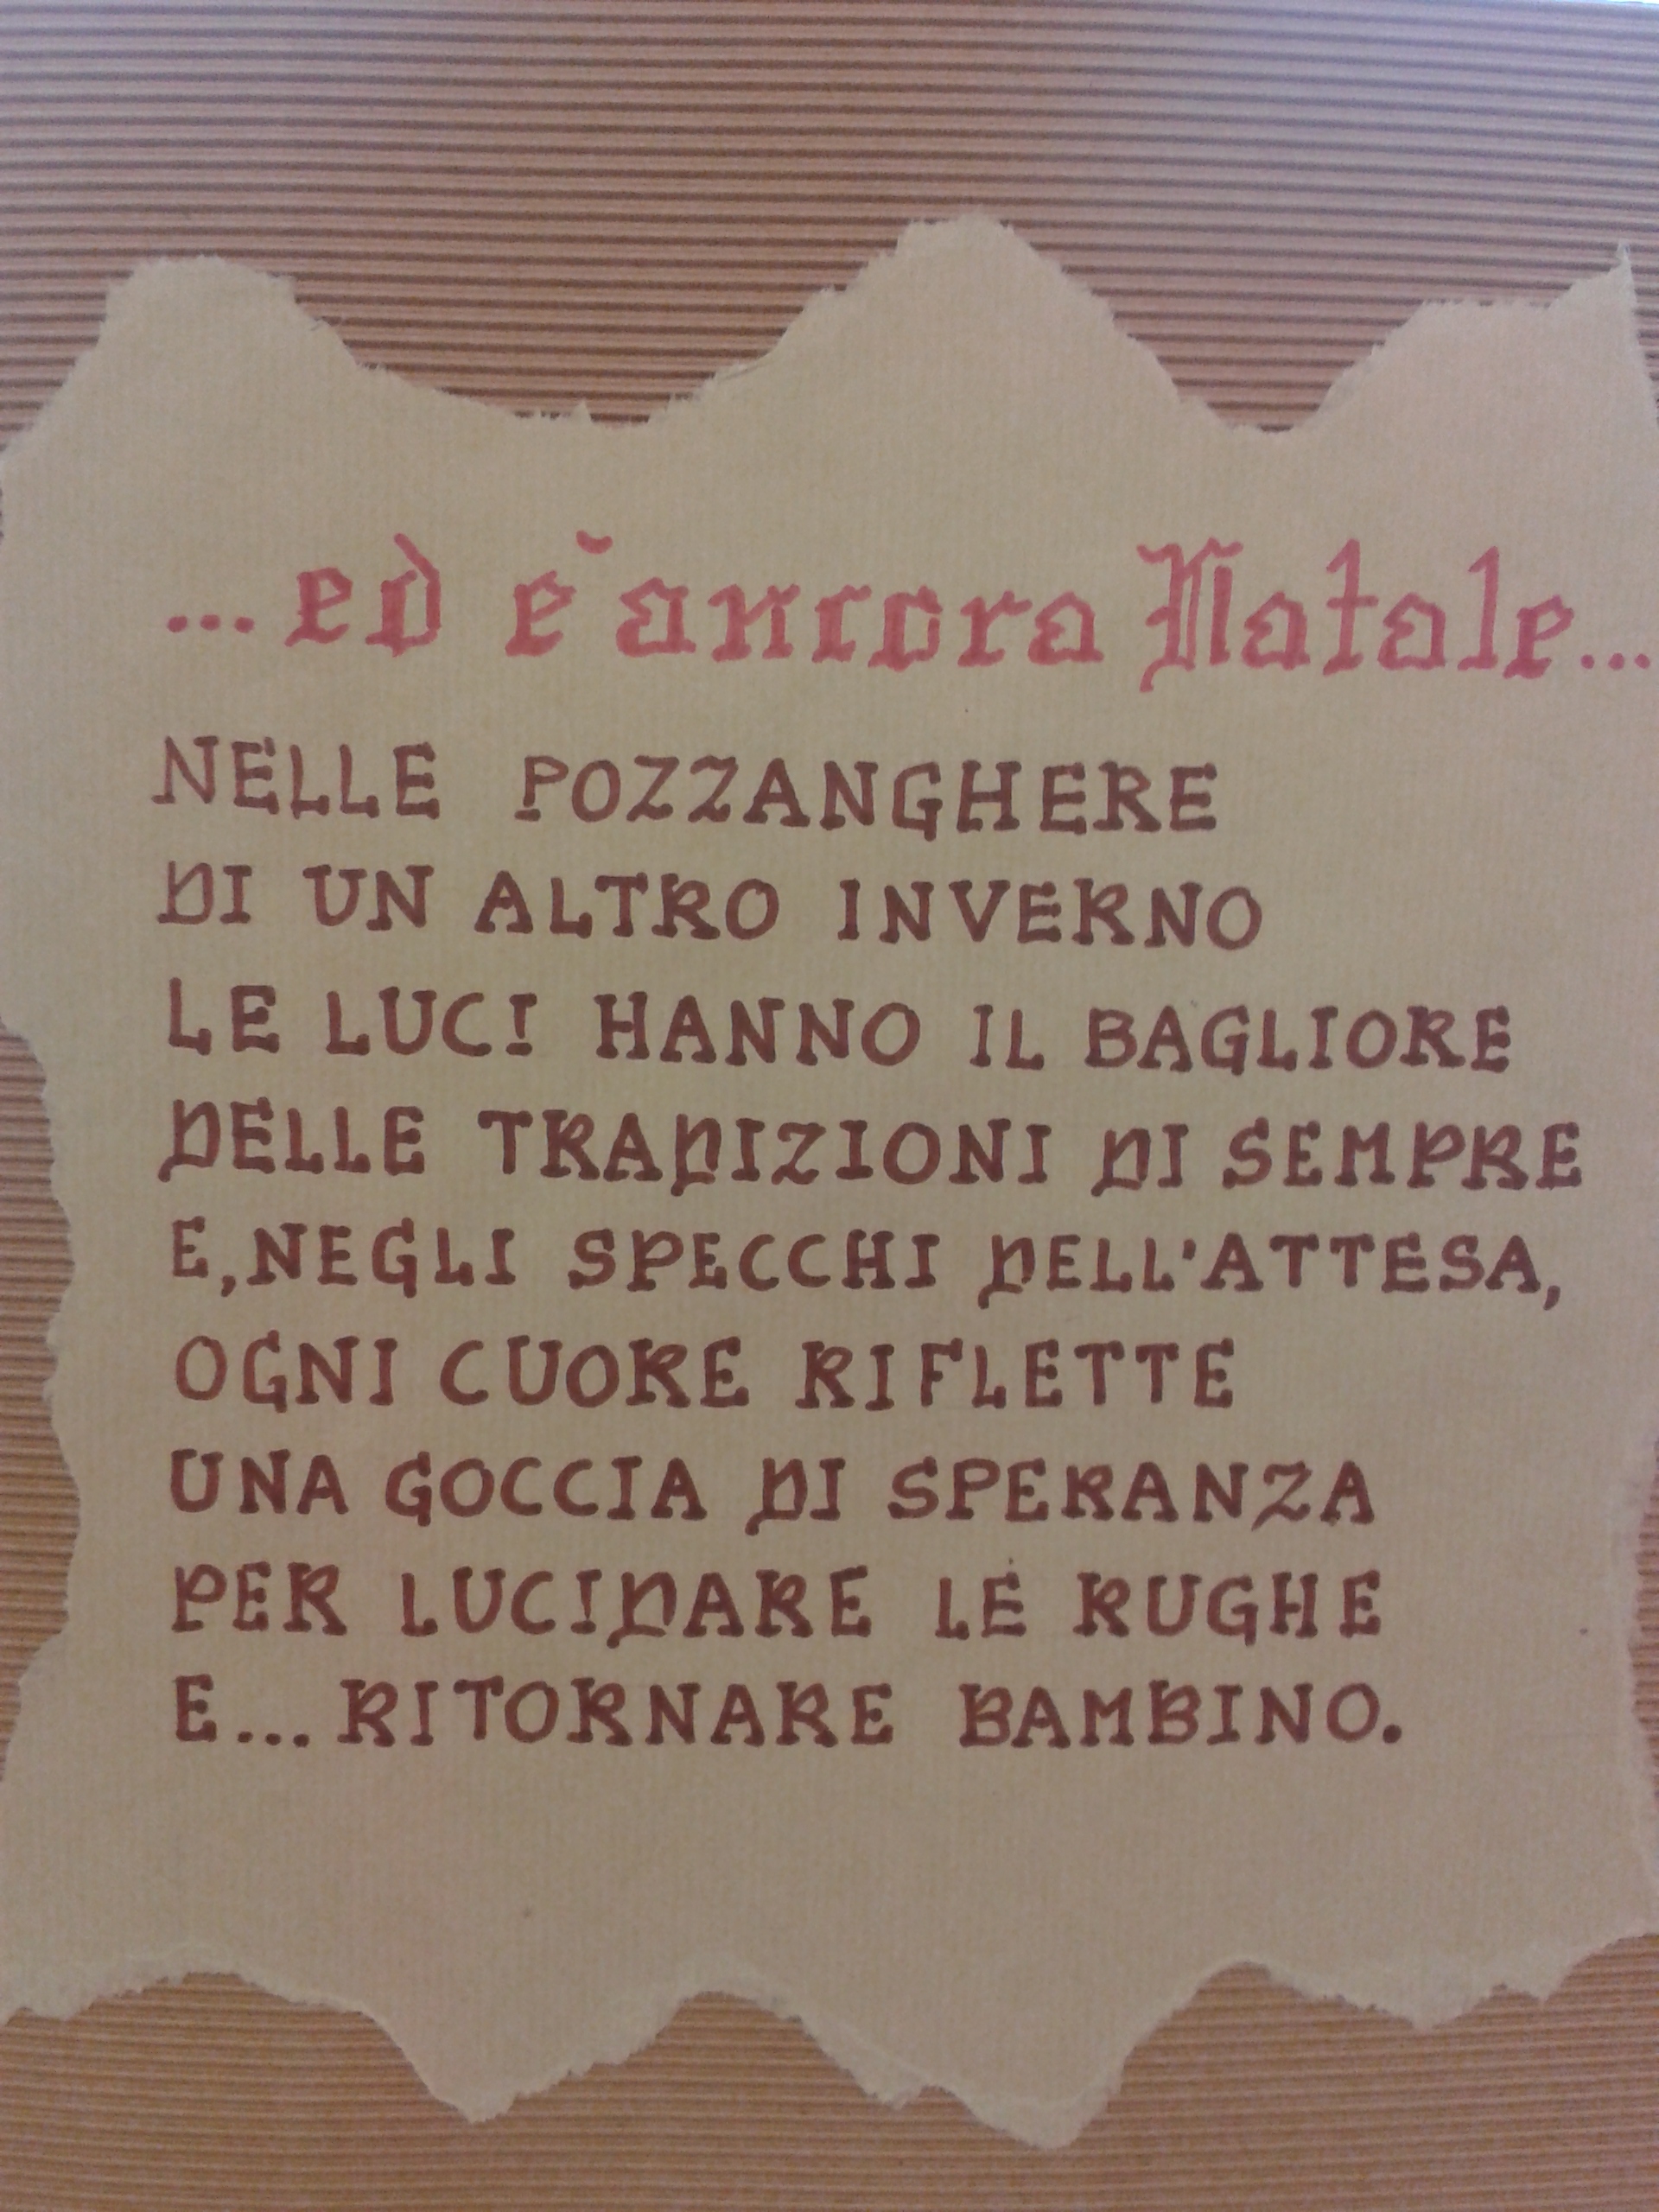 ...ed è ancora Natale...
NELLE POZZANGHERE
DI UN ALTRO INVERNO
LE LUCI HANNO IL BAGLIORE
DELLE TRADIZIONI DI SEMPRE
E,NEGLI SPECCHI DELL'ATTESA,
OGNI CUORE RIFLETTE
UNA GOCCIA DI SPERANZA
PER LUCIDARE LE RUGHE
E...RITORNARE BAMBINO.